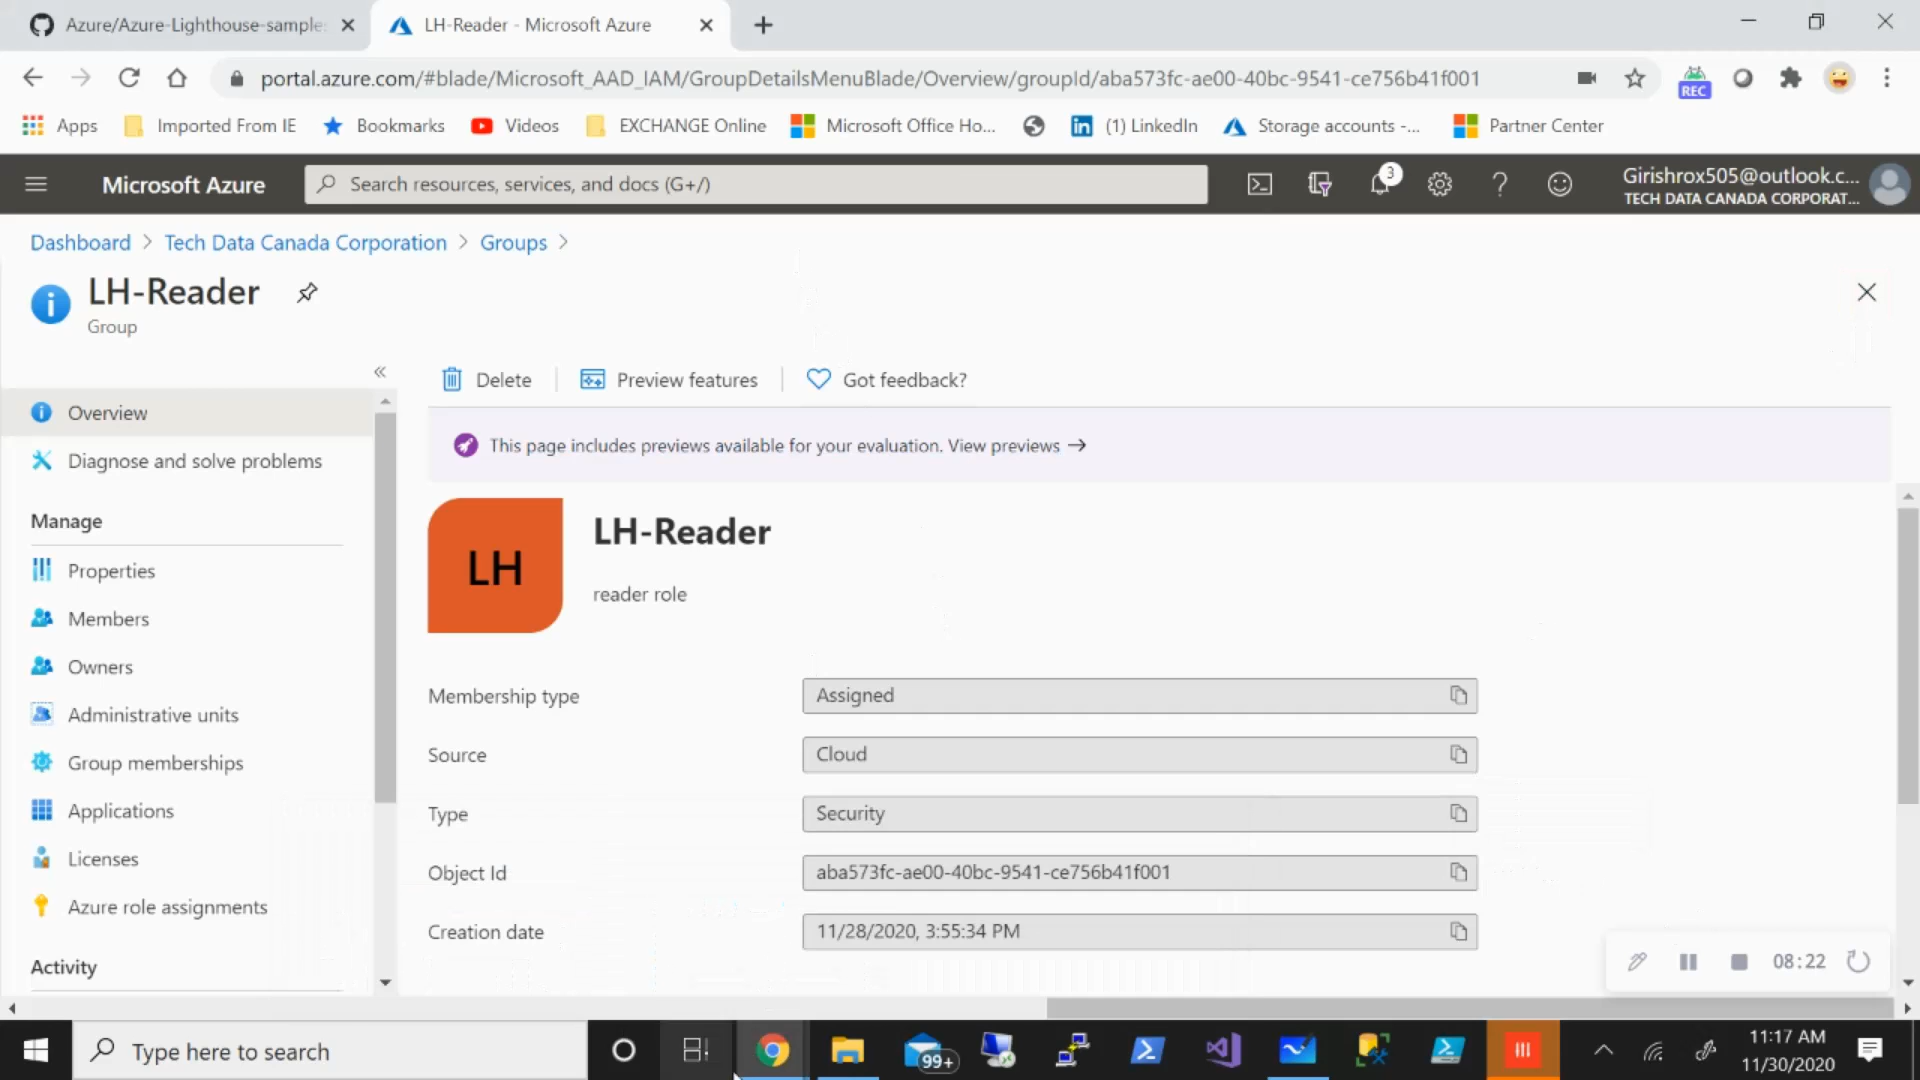 Azure/Azure-Lighthouse-sample:
LH-Reader - Microsoft Azure
portal.azure.com/#blade/Microsoft_AAD_IAM/GroupDetailsMenuBlade/Overview/groupId/aba573fc-ae00-40bc-9541-ce756b41f001
REC
Apps
Imported From IE
Bookmarks
Videos
EXCHANGE Online
Microsoft Office Ho...
(1) LinkedIn
Storage accounts -...
Partner Center
Microsoft Azure
Search resources, services, and docs (G+/)
3
Girishrox505@outlook.c...
TECH DATA CANADA CORPORAT...
Dashboard > Tech Data Canada Corporation > Groups >
LH-Reader
Group
«
Delete
Preview features
Got feedback?
Overview
Diagnose and solve problems
Manage
Properties
Members
Owners
Administrative units
Group memberships
Applications
Licenses
Azure role assignments
Activity
This page includes previews available for your evaluation. View previews →
LH
LH-Reader
reader role
Membership type
Assigned
Source
Cloud
Type
Security
Object Id
aba573fc-ae00-40bc-9541-ce756b41f001
Creation date
11/28/2020, 3:55:34 PM
08:22
Type here to search
99+
11:17 AM
11/30/2020